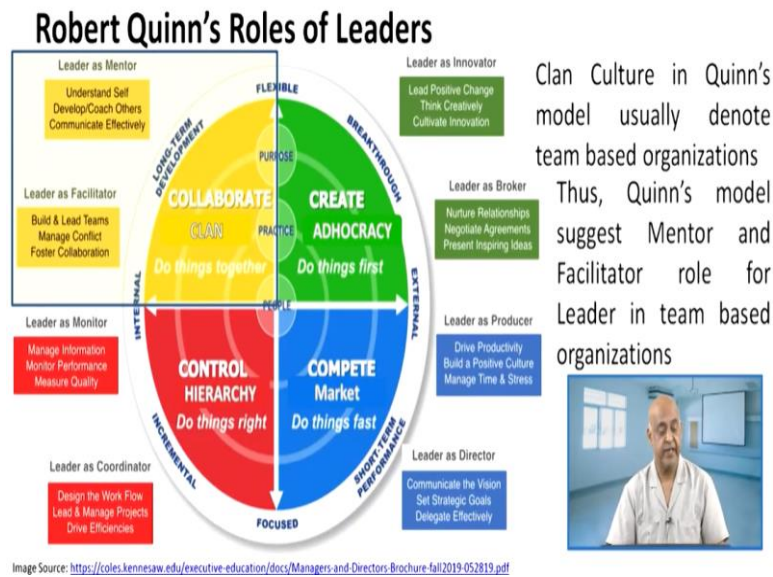 Robert Quinn's Roles of Leaders
Leader as Mentor
Understand Self
Develop/Coach Others
Communicate Effectively
Leader as Facilitator
Build & Lead Teams
Manage Conflict
Foster Collaboration
Leader as Monitor
Manage Information
Monitor Performance
Measure Quality
Leader as Coordinator
Design the Work Flow
Lead & Manage Projects
Drive Efficiencies
FLEXIBLE
LONG-TERM
DEVELOPMENT
BREAKTHROUGH
PURPOSE
COLLABORATE
CLAN
Do things together
CREATE
ADHOCRACY
Do things first
PRACTICE
PEOPLE
INTERNAL
EXTERNAL
CONTROL
HIERARCHY
Do things right
COMPETE
Market
Do things fast
INCREMENTAL
SHORT-TERM
PERFORMANCE
FOCUSED
Leader as Innovator
Lead Positive Change
Think Creatively
Cultivate Innovation
Leader as Broker
Nurture Relationships
Negotiate Agreements
Present Inspiring Ideas
Leader as Producer
Drive Productivity
Build a Positive Culture
Manage Time & Stress
Leader as Director
Communicate the Vision
Set Strategic Goals
Delegate Effectively
Clan Culture in Quinn's
model usually denote
team based organizations
Thus, Quinn's model
suggest Mentor and
Facilitator role for
Leader in team based
organizations
Image Source: https://coles.kennesaw.edu/executive-education/docs/Managers-and-Directors-Brochure-fall2019-052819.pdf